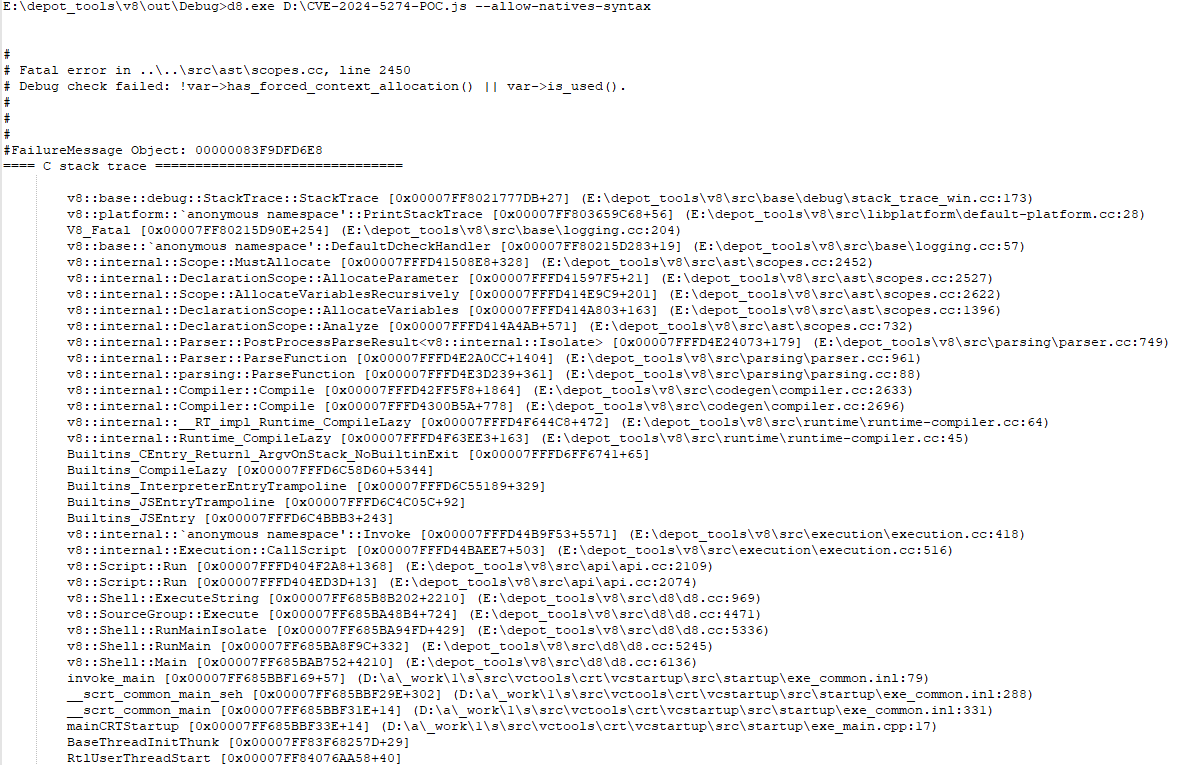 E:\depot_tools\v8\out\Debug>d8.exe D:\CVE-2024-5274-POC.js --allow-natives-syntax
#
# Fatal error in ..\..\src\ast\scopes.cc, line 2450
# Debug check failed: !var->has_forced_context_allocation() || var->is_used().
#
#
#
#FailureMessage Object: 00000083F9DFD6E8
==== C stack trace ===============================
v8::base::debug::StackTrace::StackTrace [0x00007FF8021777DB+27] (E:\depot_tools\v8\src\base\debug\stack_trace_win.cc:173)
v8::platform::`anonymous namespace'::PrintStackTrace [0x00007FF803659C68+56] (E:\depot_tools\v8\src\libplatform\default-platform.cc:28)
V8_Fatal [0x00007FF80215D90E+254] (E:\depot_tools\v8\src\base\logging.cc:204)
v8::base::`anonymous namespace'::DefaultDcheckHandler [0x00007FF80215D283+19] (E:\depot_tools\v8\src\base\logging.cc:57)
v8::internal::Scope::MustAllocate [0x00007FFFD41508E8+328] (E:\depot_tools\v8\src\ast\scopes.cc:2452)
v8::internal::DeclarationScope::AllocateParameter [0x00007FFFD41597F5+21] (E:\depot_tools\v8\src\ast\scopes.cc:2527)
v8::internal::Scope::AllocateVariablesRecursively [0x00007FFFD414E9C9+201] (E:\depot_tools\v8\src\ast\scopes.cc:2622)
v8::internal::DeclarationScope::AllocateVariables [0x00007FFFD414A803+163] (E:\depot_tools\v8\src\ast\scopes.cc:1396)
v8::internal::DeclarationScope::Analyze [0x00007FFFD414A4AB+571] (E:\depot_tools\v8\src\ast\scopes.cc:732)
v8::internal::Parser::PostProcessParseResult<v8::internal::Isolate> [0x00007FFFD4E24073+179] (E:\depot_tools\v8\src\parsing\parser.cc:749)
v8::internal::Parser::ParseFunction [0x00007FFFD4E2A0CC+1404] (E:\depot_tools\v8\src\parsing\parser.cc:961)
v8::internal::parsing::ParseFunction [0x00007FFFD4E3D239+361] (E:\depot_tools\v8\src\parsing\parsing.cc:88)
v8::internal::Compiler::Compile [0x00007FFFD42FF5F8+1864] (E:\depot_tools\v8\src\codegen\compiler.cc:2633)
v8::internal::Compiler::Compile [0x00007FFFD4300B5A+778] (E:\depot_tools\v8\src\codegen\compiler.cc:2696)
v8::internal::__RT_impl_Runtime_CompileLazy [0x00007FFFD4F644C8+472] (E:\depot_tools\v8\src\runtime\runtime-compiler.cc:64)
v8::internal::Runtime_CompileLazy [0x00007FFFD4F63EE3+163] (E:\depot_tools\v8\src\runtime\runtime-compiler.cc:45)
Builtins_CEntry_Return1_ArgvOnStack_NoBuiltinExit [0x00007FFFD6FF6741+65]
Builtins_CompileLazy [0x00007FFFD6C58D60+5344]
Builtins_InterpreterEntryTrampoline [0x00007FFFD6C55189+329]
Builtins_JSEntryTrampoline [0x00007FFFD6C4C05C+92]
Builtins_JSEntry [0x00007FFFD6C4BBB3+243]
v8::internal::`anonymous namespace'::Invoke [0x00007FFFD44B9F53+5571] (E:\depot_tools\v8\src\execution\execution.cc:418)
v8::internal::Execution::CallScript [0x00007FFFD44BAEE7+503] (E:\depot_tools\v8\src\execution\execution.cc:516)
v8::Script::Run [0x00007FFFD404F2A8+1368] (E:\depot_tools\v8\src\api\api.cc:2109)
v8::Script::Run [0x00007FFFD404ED3D+13] (E:\depot_tools\v8\src\api\api.cc:2074)
v8::Shell::ExecuteString [0x00007FF685B8B202+2210] (E:\depot_tools\v8\src\d8\d8.cc:969)
v8::SourceGroup::Execute [0x00007FF685BA48B4+724] (E:\depot_tools\v8\src\d8\d8.cc:4471)
v8::Shell::RunMainIsolate [0x00007FF685BA94FD+429] (E:\depot_tools\v8\src\d8\d8.cc:5336)
v8::Shell::RunMain [0x00007FF685BA8F9C+332] (E:\depot_tools\v8\src\d8\d8.cc:5245)
v8::Shell::Main [0x00007FF685BAB752+4210] (E:\depot_tools\v8\src\d8\d8.cc:6136)
invoke_main [0x00007FF685BBF169+57] (D:\a\_work\1\s\src\vctools\crt\vcstartup\src\startup\exe_common.inl:79)
__scrt_common_main_seh [0x00007FF685BBF29E+302] (D:\a\_work\1\s\src\vctools\crt\vcstartup\src\startup\exe_common.inl:288)
__scrt_common_main [0x00007FF685BBF31E+14] (D:\a\_work\1\s\src\vctools\crt\vcstartup\src\startup\exe_common.inl:331)
mainCRTStartup [0x00007FF685BBF33E+14] (D:\a\_work\1\s\src\vctools\crt\vcstartup\src\startup\exe_main.cpp:17)
BaseThreadInitThunk [0x00007FF83F68257D+29]
RtlUserThreadStart [0x00007FF84076AA58+40]